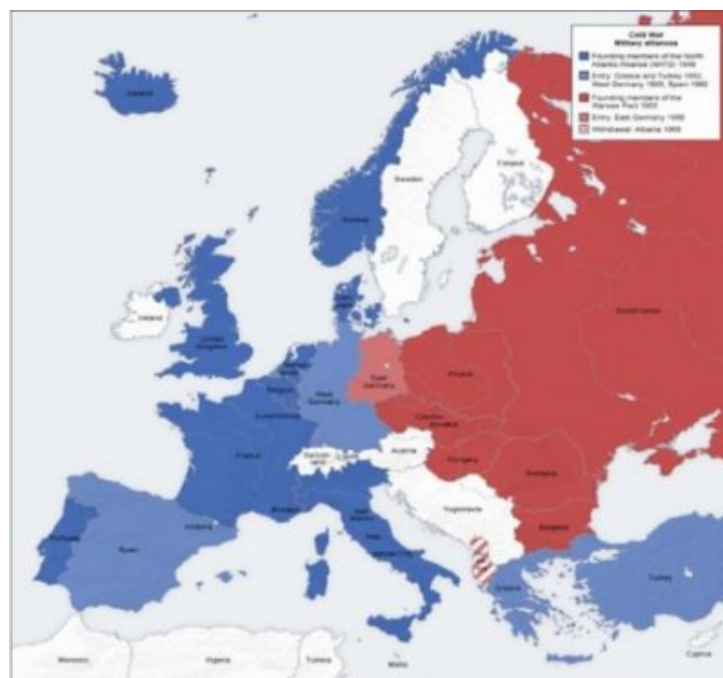 Cold War
Military alliances
Founding members of the North
Atlantic Alliance (NATO) 1949
Entry: Greece and Turkey 1952,
West Germany 1955, Spain 1982
Founding members of the
Warsaw Pact 1955
Entry: East Germany 1956
Withdrawal: Albania 1968
Iceland
Sweden
Finland
Norway
Soviet Union
Ireland
United
Kingdom
East
Germany
Poland
Belgium
West
Germany
Luxembourg
France
Austria
Hungary
Romania
Yugoslavia
Monaco
Bulgaria
Portugal
Spain
Andorra
Italy
Greece
Turkey
Morocco
Algeria
Tunisia
Malta
Cyprus